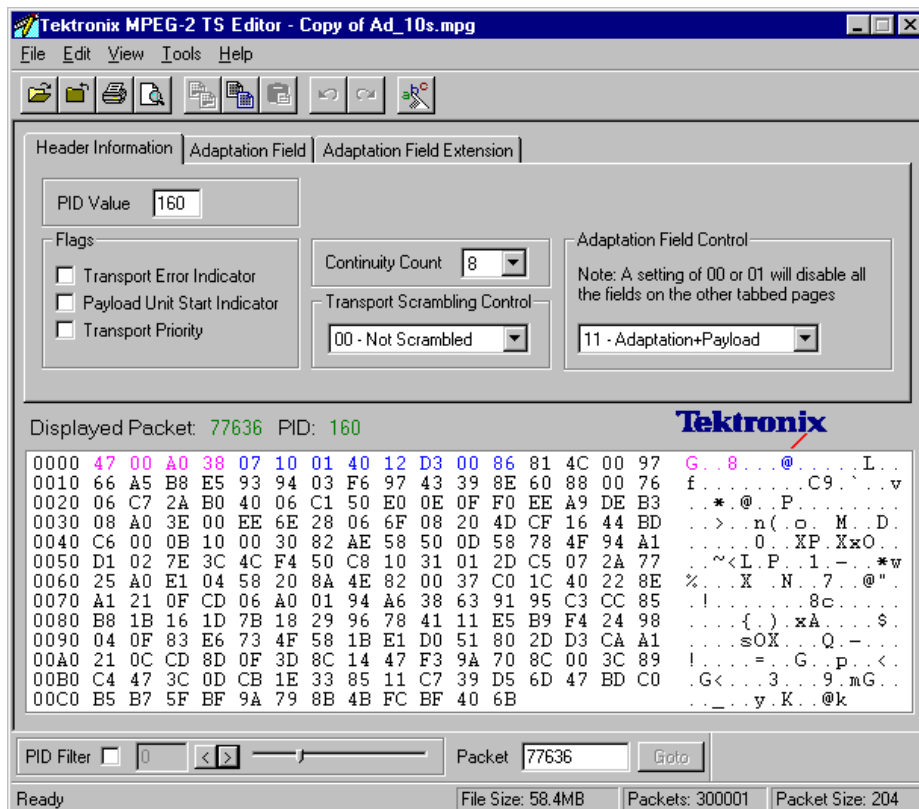 Tektronix MPEG-2 TS Editor - Copy of Ad_10s.mpg
File Edit View Tools Help
Header Information Adaptation Field Adaptation Field Extension
PID Value 160
Flags
Transport Error Indicator
Payload Unit Start Indicator
Transport Priority
Continuity Count 8
Transport Scrambling Control
00 - Not Scrambled
Adaptation Field Control
Note: A setting of 00 or 01 will disable all
the fields on the other tabbed pages
11 - Adaptation+Payload
Displayed Packet: 77636 PID: 160
Tektronix
0000 47 00 A0 38 07 10 01 40 12 D3 00 86 81 4C 00 97 G..8...@.....L..
0010 66 A5 B8 E5 93 94 03 F6 97 43 39 8E 60 88 00 76 f........C9.`..v
0020 06 C7 2A B0 40 06 C1 50 E0 0E 0F F0 EE A9 DE B3 ..*.@..P........
0030 08 A0 3E 00 EE 6E 28 06 6F 08 20 4D CF 16 44 BD ..>..n(.o. M..D.
0040 C6 00 0B 10 00 30 82 AE 58 50 0D 58 78 4F 94 A1 .....0..XP.XxO..
0050 D1 02 7E 3C 4C F4 50 C8 10 31 01 2D C5 07 2A 77 ..~<L.P..1.-..*w
0060 25 A0 E1 04 58 20 8A 4E 82 00 37 C0 1C 40 22 8E %...X .N..7..@".
0070 A1 21 0F CD 06 A0 01 94 A6 38 63 91 95 C3 CC 85 .!.......8c.....
0080 B8 1B 16 1D 7B 18 29 96 78 41 11 E5 B9 F4 24 98 ....{.).xA....$.
0090 04 0F 83 E6 73 4F 58 1B E1 D0 51 80 2D D3 CA A1 ....sOX...Q.-...
00A0 21 0C CD 8D 0F 3D 8C 14 47 F3 9A 70 8C 00 3C 89 !....=..G..p..<.
00B0 C4 47 3C 0D CB 1E 33 85 11 C7 39 D5 6D 47 BD C0 .G<...3...9.mG..
00C0 B5 B7 5F BF 9A 79 8B 4B FC BF 40 6B .._..y.K..@k
PID Filter 0 < > Packet 77636 Goto
Ready File Size: 58.4MB Packets: 300001 Packet Size: 204